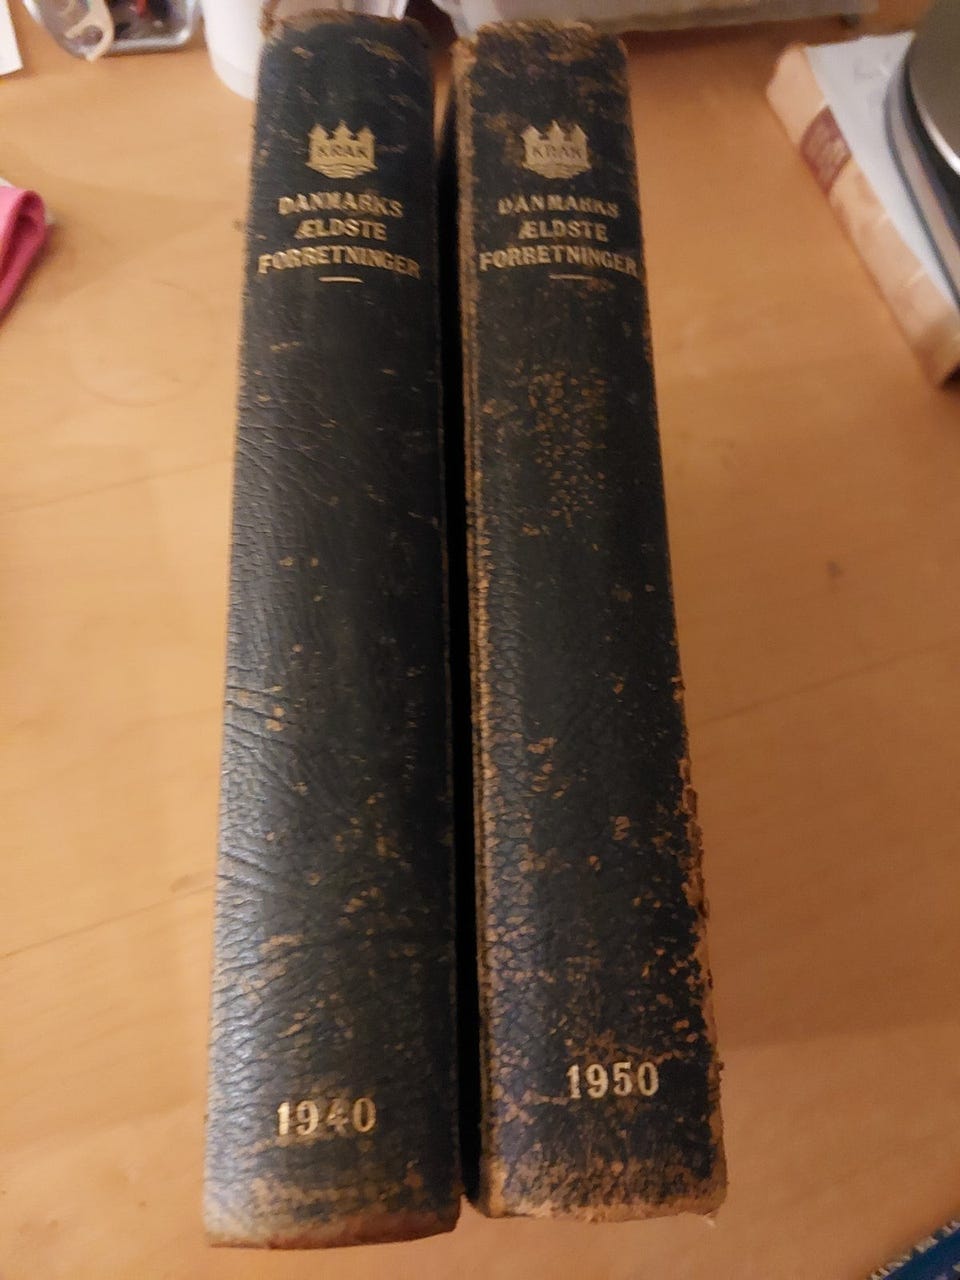 KRAK
DANMARKS
ÆLDSTE
FORRETNINGER
1940
KRAK
DANMARKS
ÆLDSTE
FORRETNINGER
1950